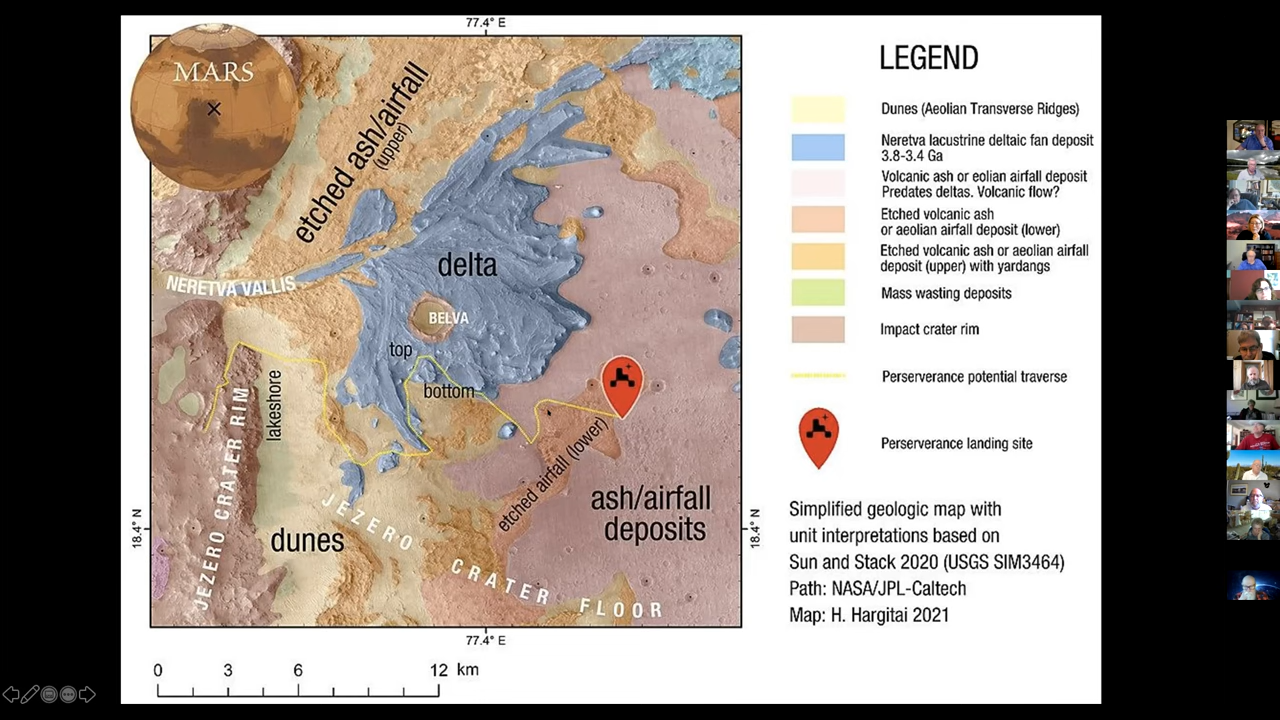 77.4° E
MARS
etched ash/airfall
(upper)
NERETVA VALLIS
delta
BELVA
top
bottom
lakeshore
JEZERO CRATER RIM
etched airfall (lower)
ash/airfall
deposits
dunes
JEZERO CRATER FLOOR
18.4° N
18.4° N
77.4° E
0 3 6 12 km
LEGEND
Dunes (Aeolian Transverse Ridges)
Neretva lacustrine deltaic fan deposit
3.8-3.4 Ga
Volcanic ash or eolian airfall deposit
Predates deltas. Volcanic flow?
Etched volcanic ash
or aeolian airfall deposit (lower)
Etched volcanic ash or aeolian airfall
deposit (upper) with yardangs
Mass wasting deposits
Impact crater rim
Perserverance potential traverse
Perserverance landing site
Simplified geologic map with
unit interpretations based on
Sun and Stack 2020 (USGS SIM3464)
Path: NASA/JPL-Caltech
Map: H. Hargitai 2021